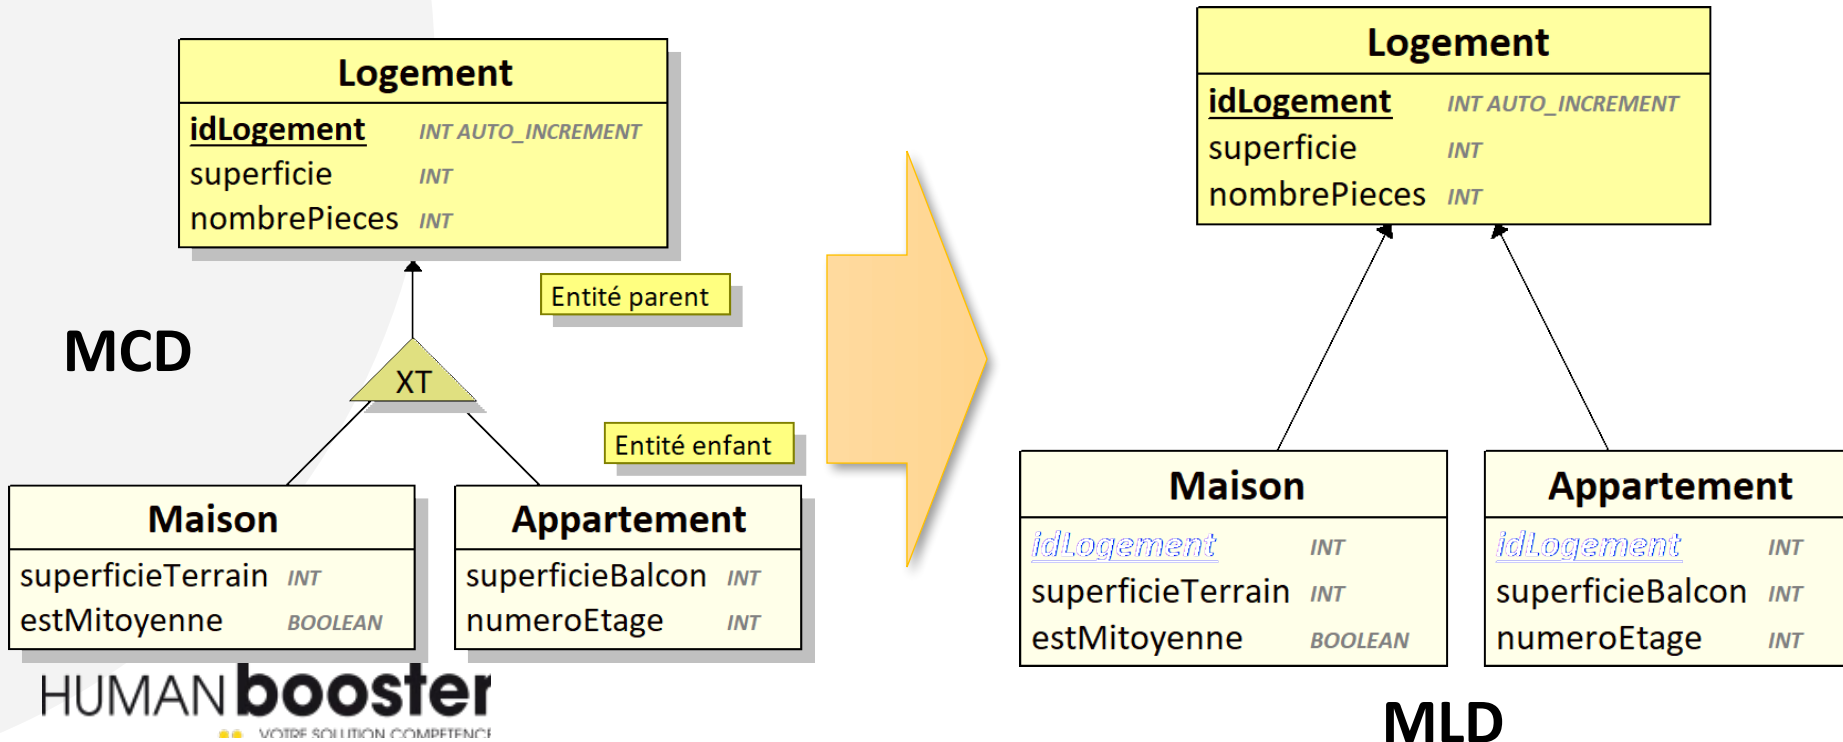 Logement
idLogement INT AUTO_INCREMENT
superficie INT
nombrePieces INT
Entité parent
MCD
XT
Entité enfant
Maison
superficieTerrain INT
estMitoyenne BOOLEAN
Appartement
superficieBalcon INT
numeroEtage INT
HUMAN booster
VOTRE SOLUTION COMPETENCE
Logement
idLogement INT AUTO_INCREMENT
superficie INT
nombrePieces INT
Maison
idLogement INT
superficieTerrain INT
estMitoyenne BOOLEAN
Appartement
idLogement INT
superficieBalcon INT
numeroEtage INT
MLD